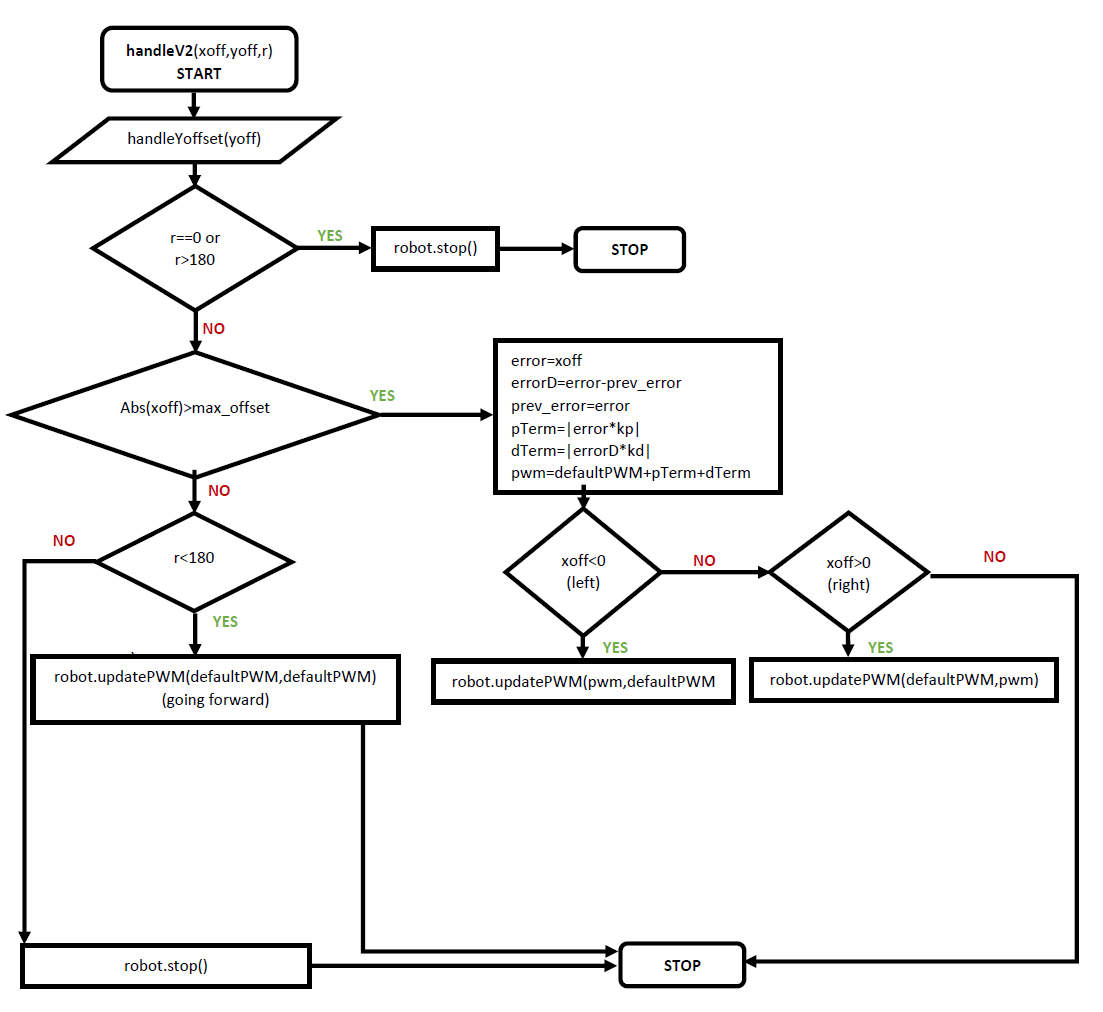 handleV2(xoff,yoff,r)
START
handleYoffset(yoff)
r==0 or
r>180
YES
robot.stop()
STOP
NO
Abs(xoff)>max_offset
YES
error=xoff
errorD=error-prev_error
prev_error=error
pTerm=|error*kp|
dTerm=|errorD*kd|
pwm=defaultPWM+pTerm+dTerm
NO
r<180
NO
YES
robot.updatePWM(defaultPWM,defaultPWM)
(going forward)
xoff<0
(left)
NO
xoff>0
(right)
NO
YES
robot.updatePWM(pwm,defaultPWM
YES
robot.updatePWM(defaultPWM,pwm)
robot.stop()
STOP